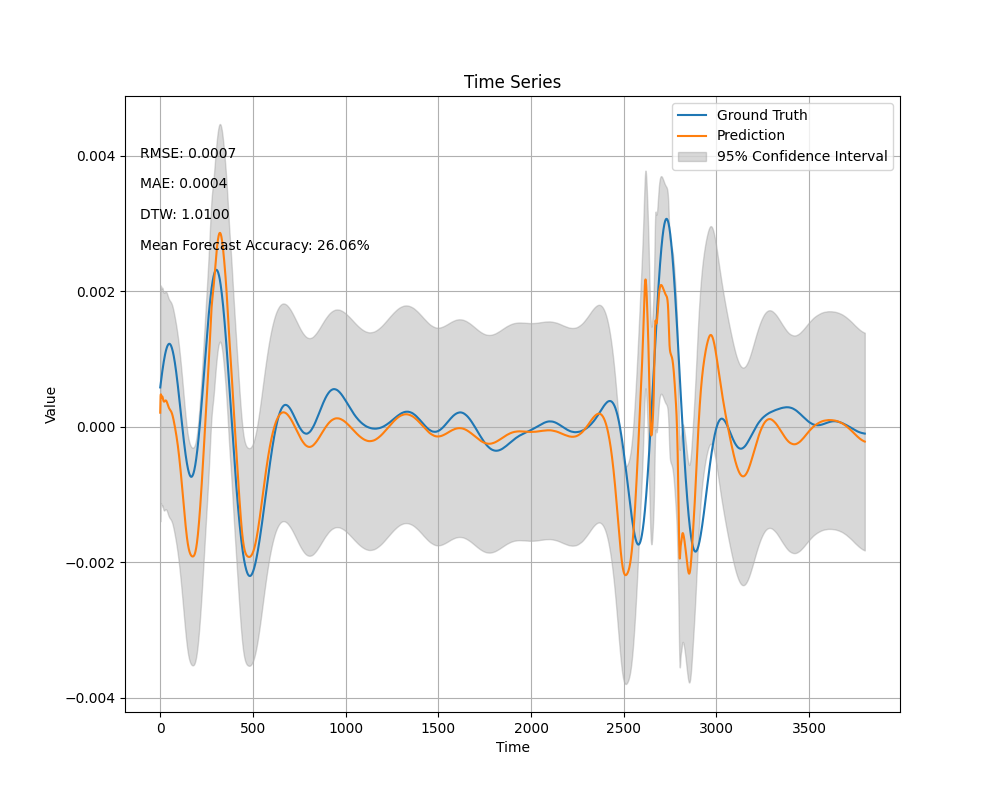 Time Series
Ground Truth
Prediction
95% Confidence Interval
RMSE: 0.0007
MAE: 0.0004
DTW: 1.0100
Mean Forecast Accuracy: 26.06%
Value
0.004
0.002
0.000
−0.002
−0.004
0 500 1000 1500 2000 2500 3000 3500
Time